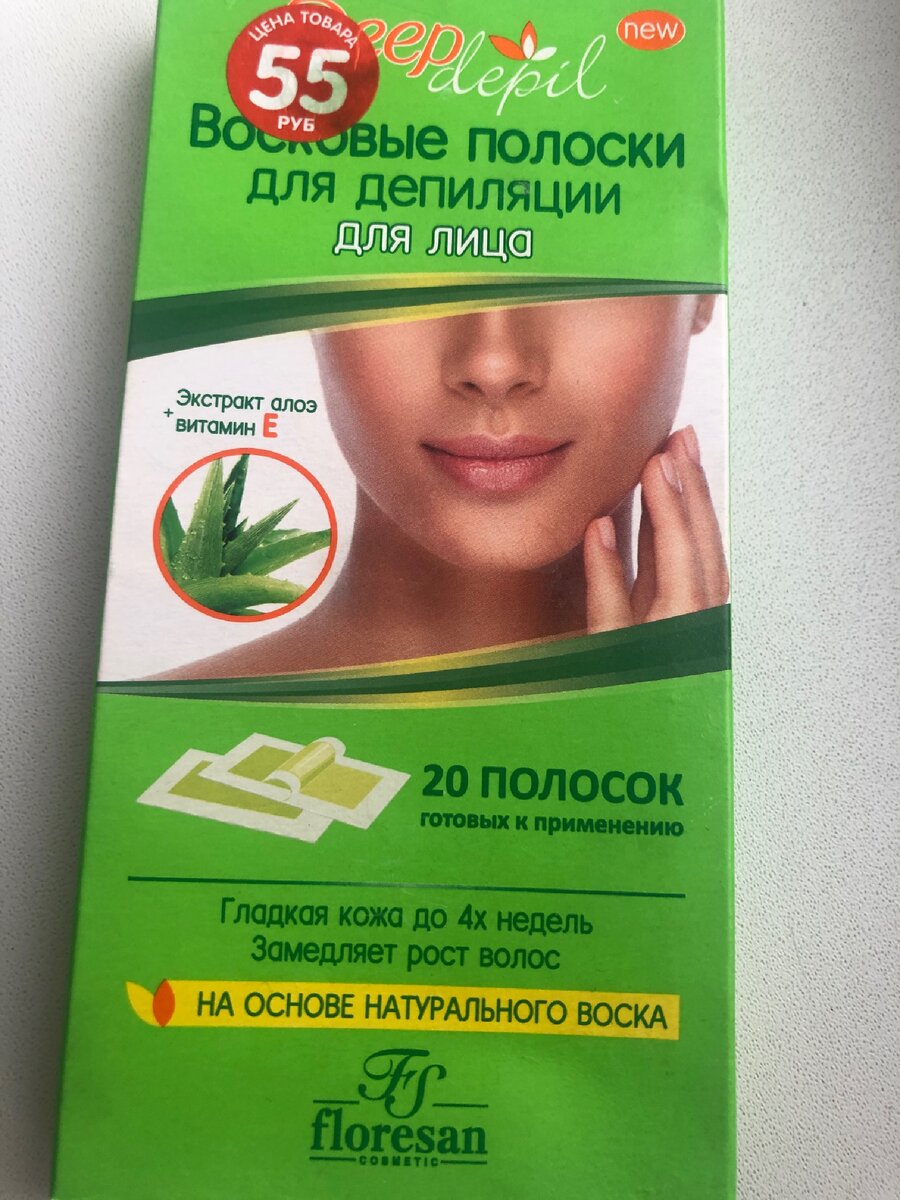 ЦЕНА ТОВАРА
55
РУБ
depil
new
Восковые полоски
для депиляции
для лица
Экстракт алоэ
+ витамин Е
20 ПОЛОСОК
готовых к применению
Гладкая кожа до 4х недель
Замедляет рост волос
НА ОСНОВЕ НАТУРАЛЬНОГО ВОСКА
FS
floresan
COSMETIC